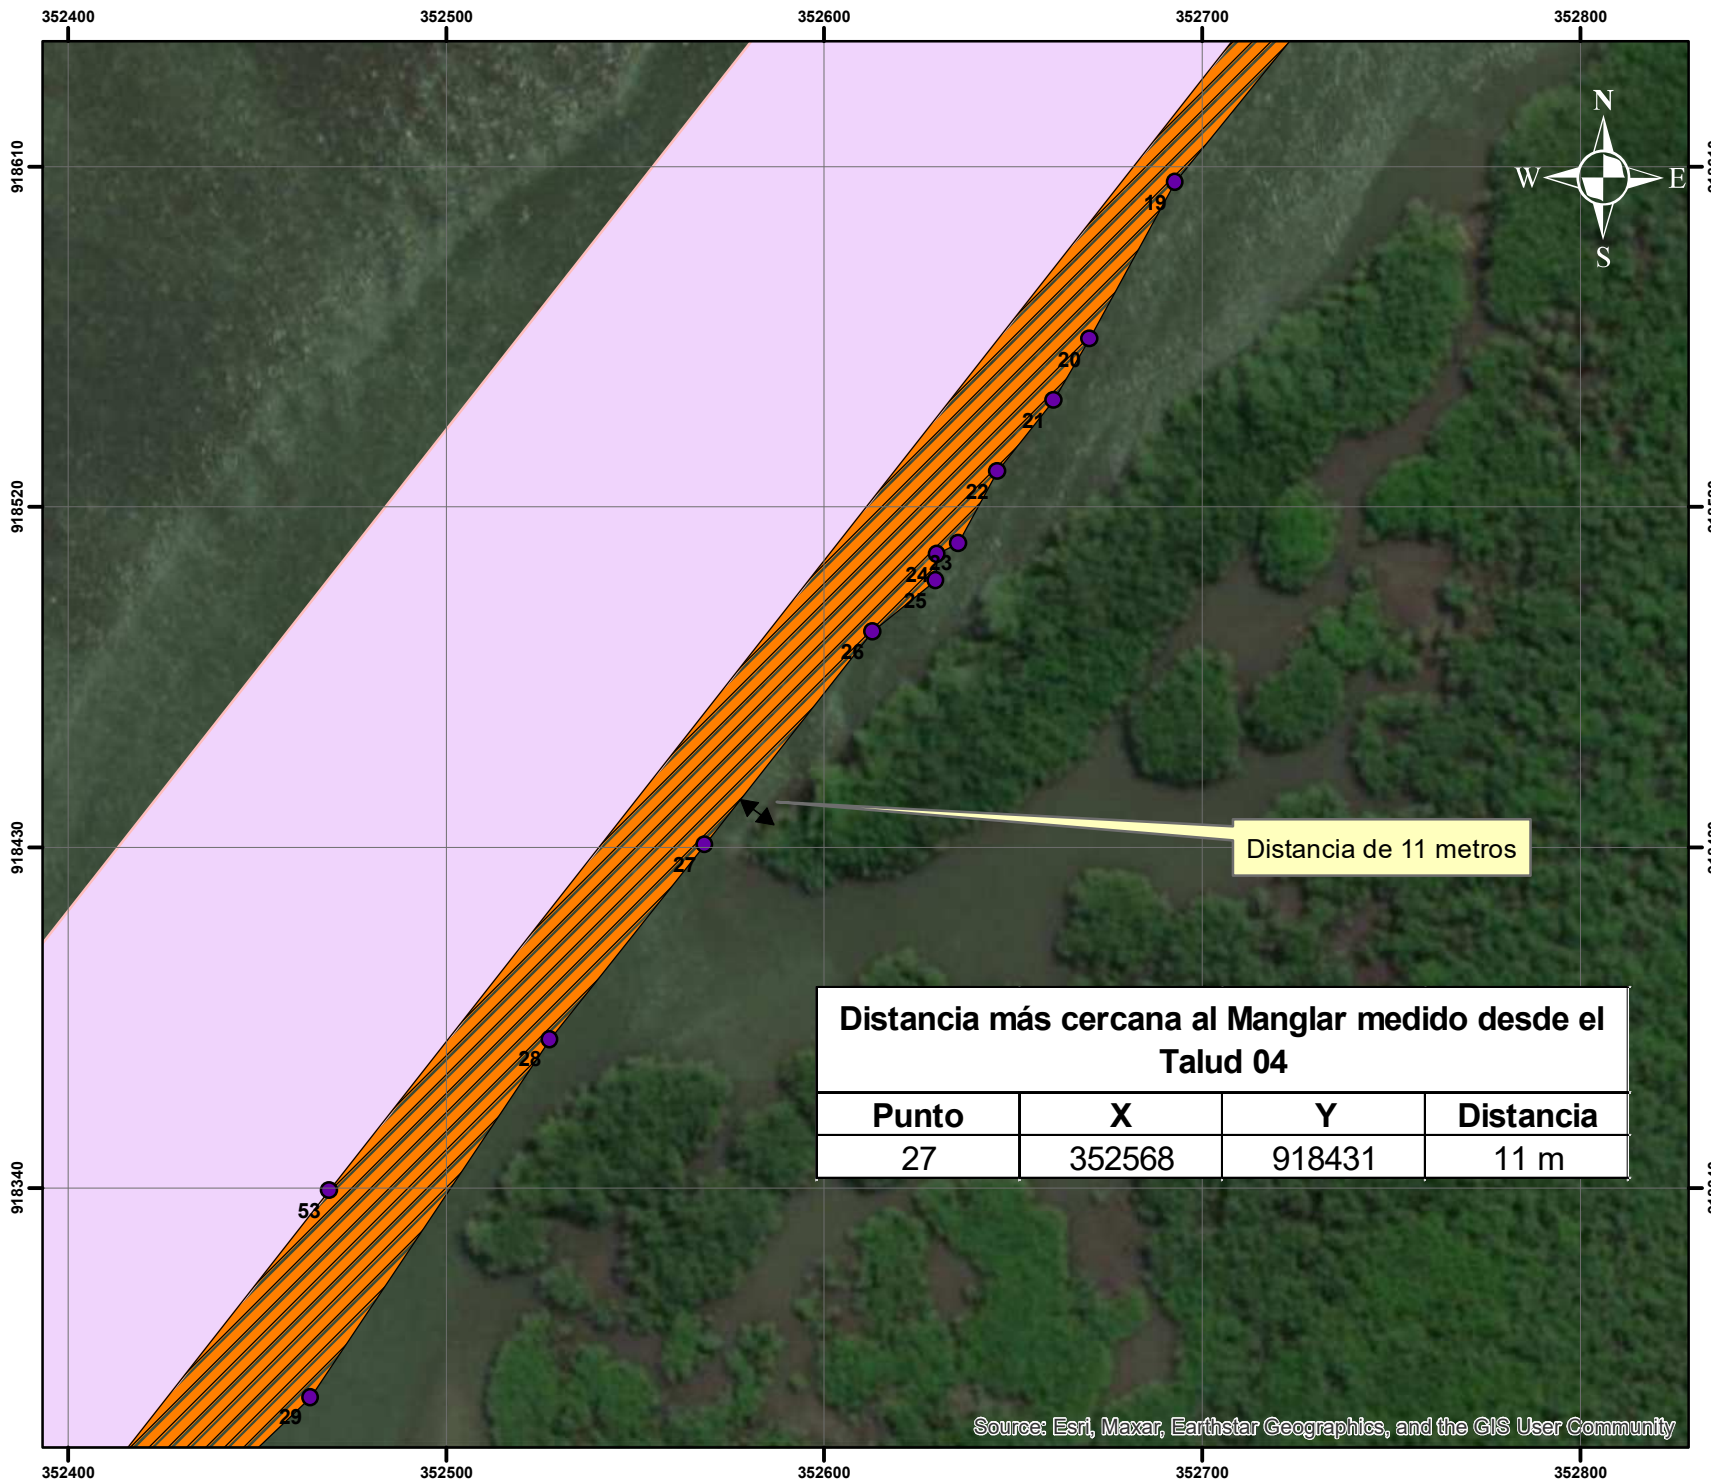 352400 352500 352600 352700 352800
N
W E
S
918610
918520
918430
918340
19
20
21
22
23
24
25
26
27
28
53
29
Distancia de 11 metros
Distancia más cercana al Manglar medido desde el
Talud 04
Punto X Y Distancia
27 352568 918431 11 m
Source: Esri, Maxar, Earthstar Geographics, and the GIS User Community
352400 352500 352600 352700 352800